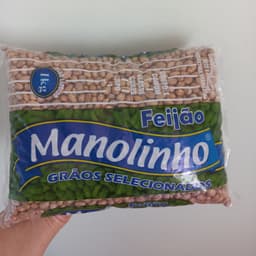 1kg
Feijão
Manolinho
GRÃOS SELECIONADOS